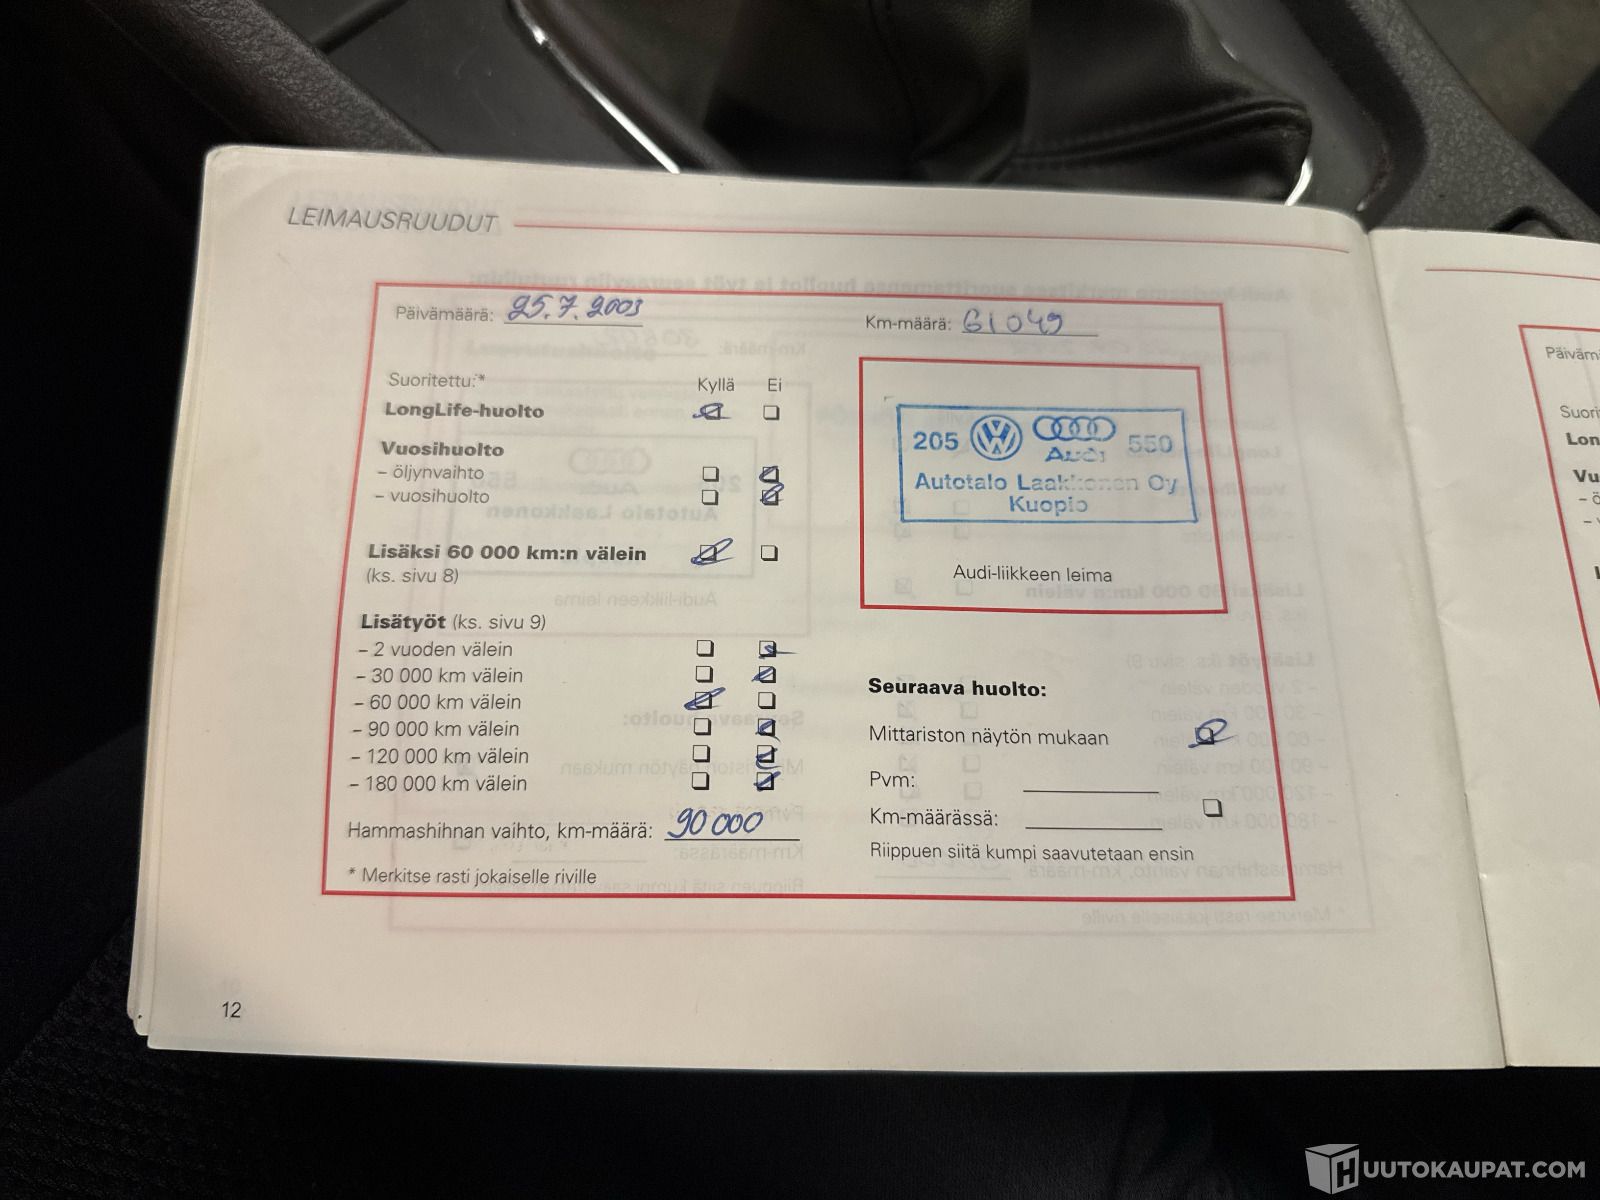 LEIMAUSRUUDUT
Päivämäärä: 25.7.2003
Km-määrä: 61049
Suoritettu:* Kyllä Ei
LongLife-huolto
Vuosihuolto
– öljynvaihto
– vuosihuolto
Lisäksi 60 000 km:n välein
(ks. sivu 8)
Lisätyöt (ks. sivu 9)
– 2 vuoden välein
– 30 000 km välein
– 60 000 km välein
– 90 000 km välein
– 120 000 km välein
– 180 000 km välein
Hammashihnan vaihto, km-määrä: 90 000
* Merkitse rasti jokaiselle riville
205 VW Audi 550
Autotalo Laakkonen Oy
Kuopio
Audi-liikkeen leima
Seuraava huolto:
Mittariston näytön mukaan
Pvm:
Km-määrässä:
Riippuen siitä kumpi saavutetaan ensin
12
Lon
Vu
HUUTOKAUPAT.COM